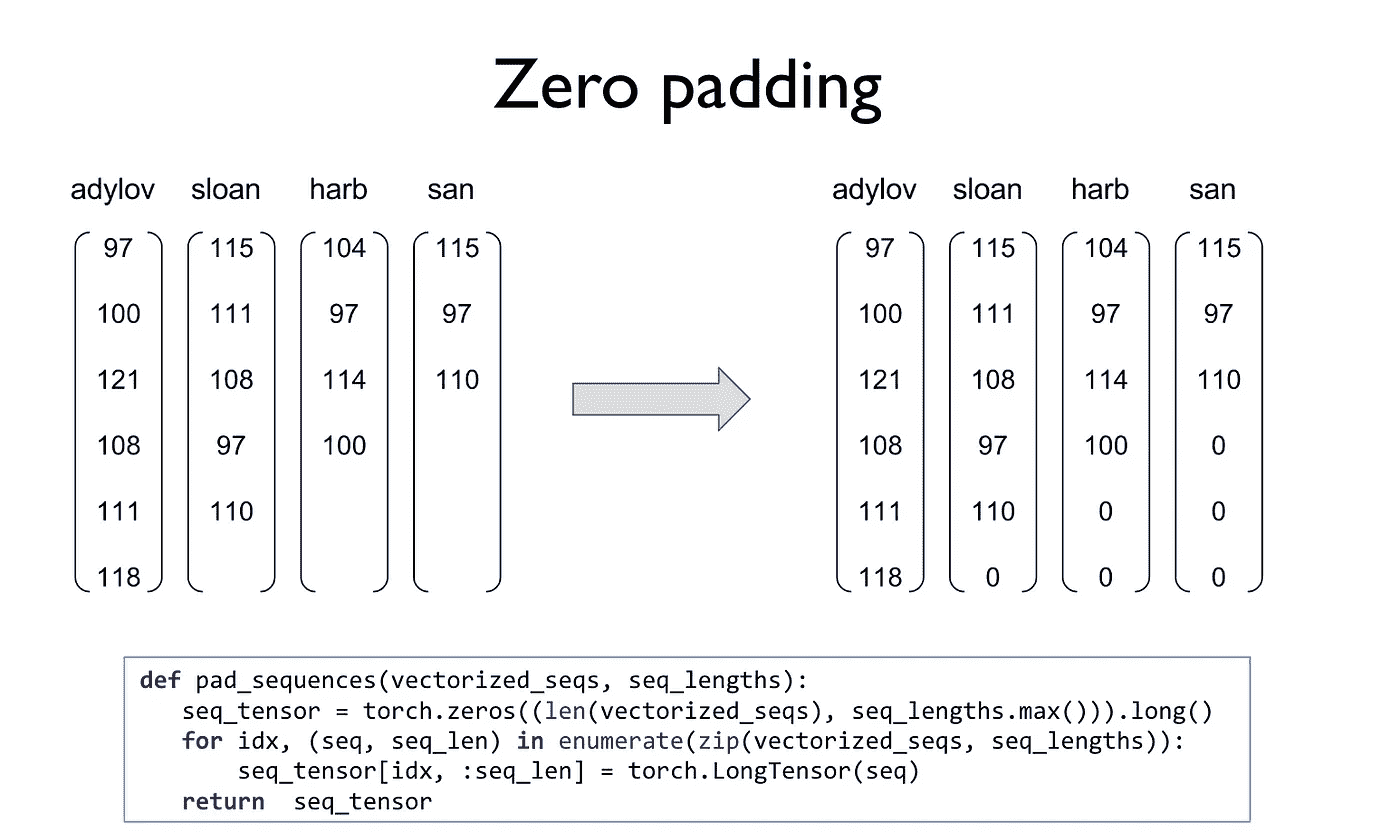 Zero padding
adylov sloan harb san adylov sloan harb san
97 115 104 115 97 115 104 115
100 111 97 97 100 111 97 97
121 108 114 110 121 108 114 110
108 97 100 108 97 100 0
111 110 111 110 0 0
118 118 0 0 0
def pad_sequences(vectorized_seqs, seq_lengths):
seq_tensor = torch.zeros((len(vectorized_seqs), seq_lengths.max())).long()
for idx, (seq, seq_len) in enumerate(zip(vectorized_seqs, seq_lengths)):
seq_tensor[idx, :seq_len] = torch.LongTensor(seq)
return seq_tensor